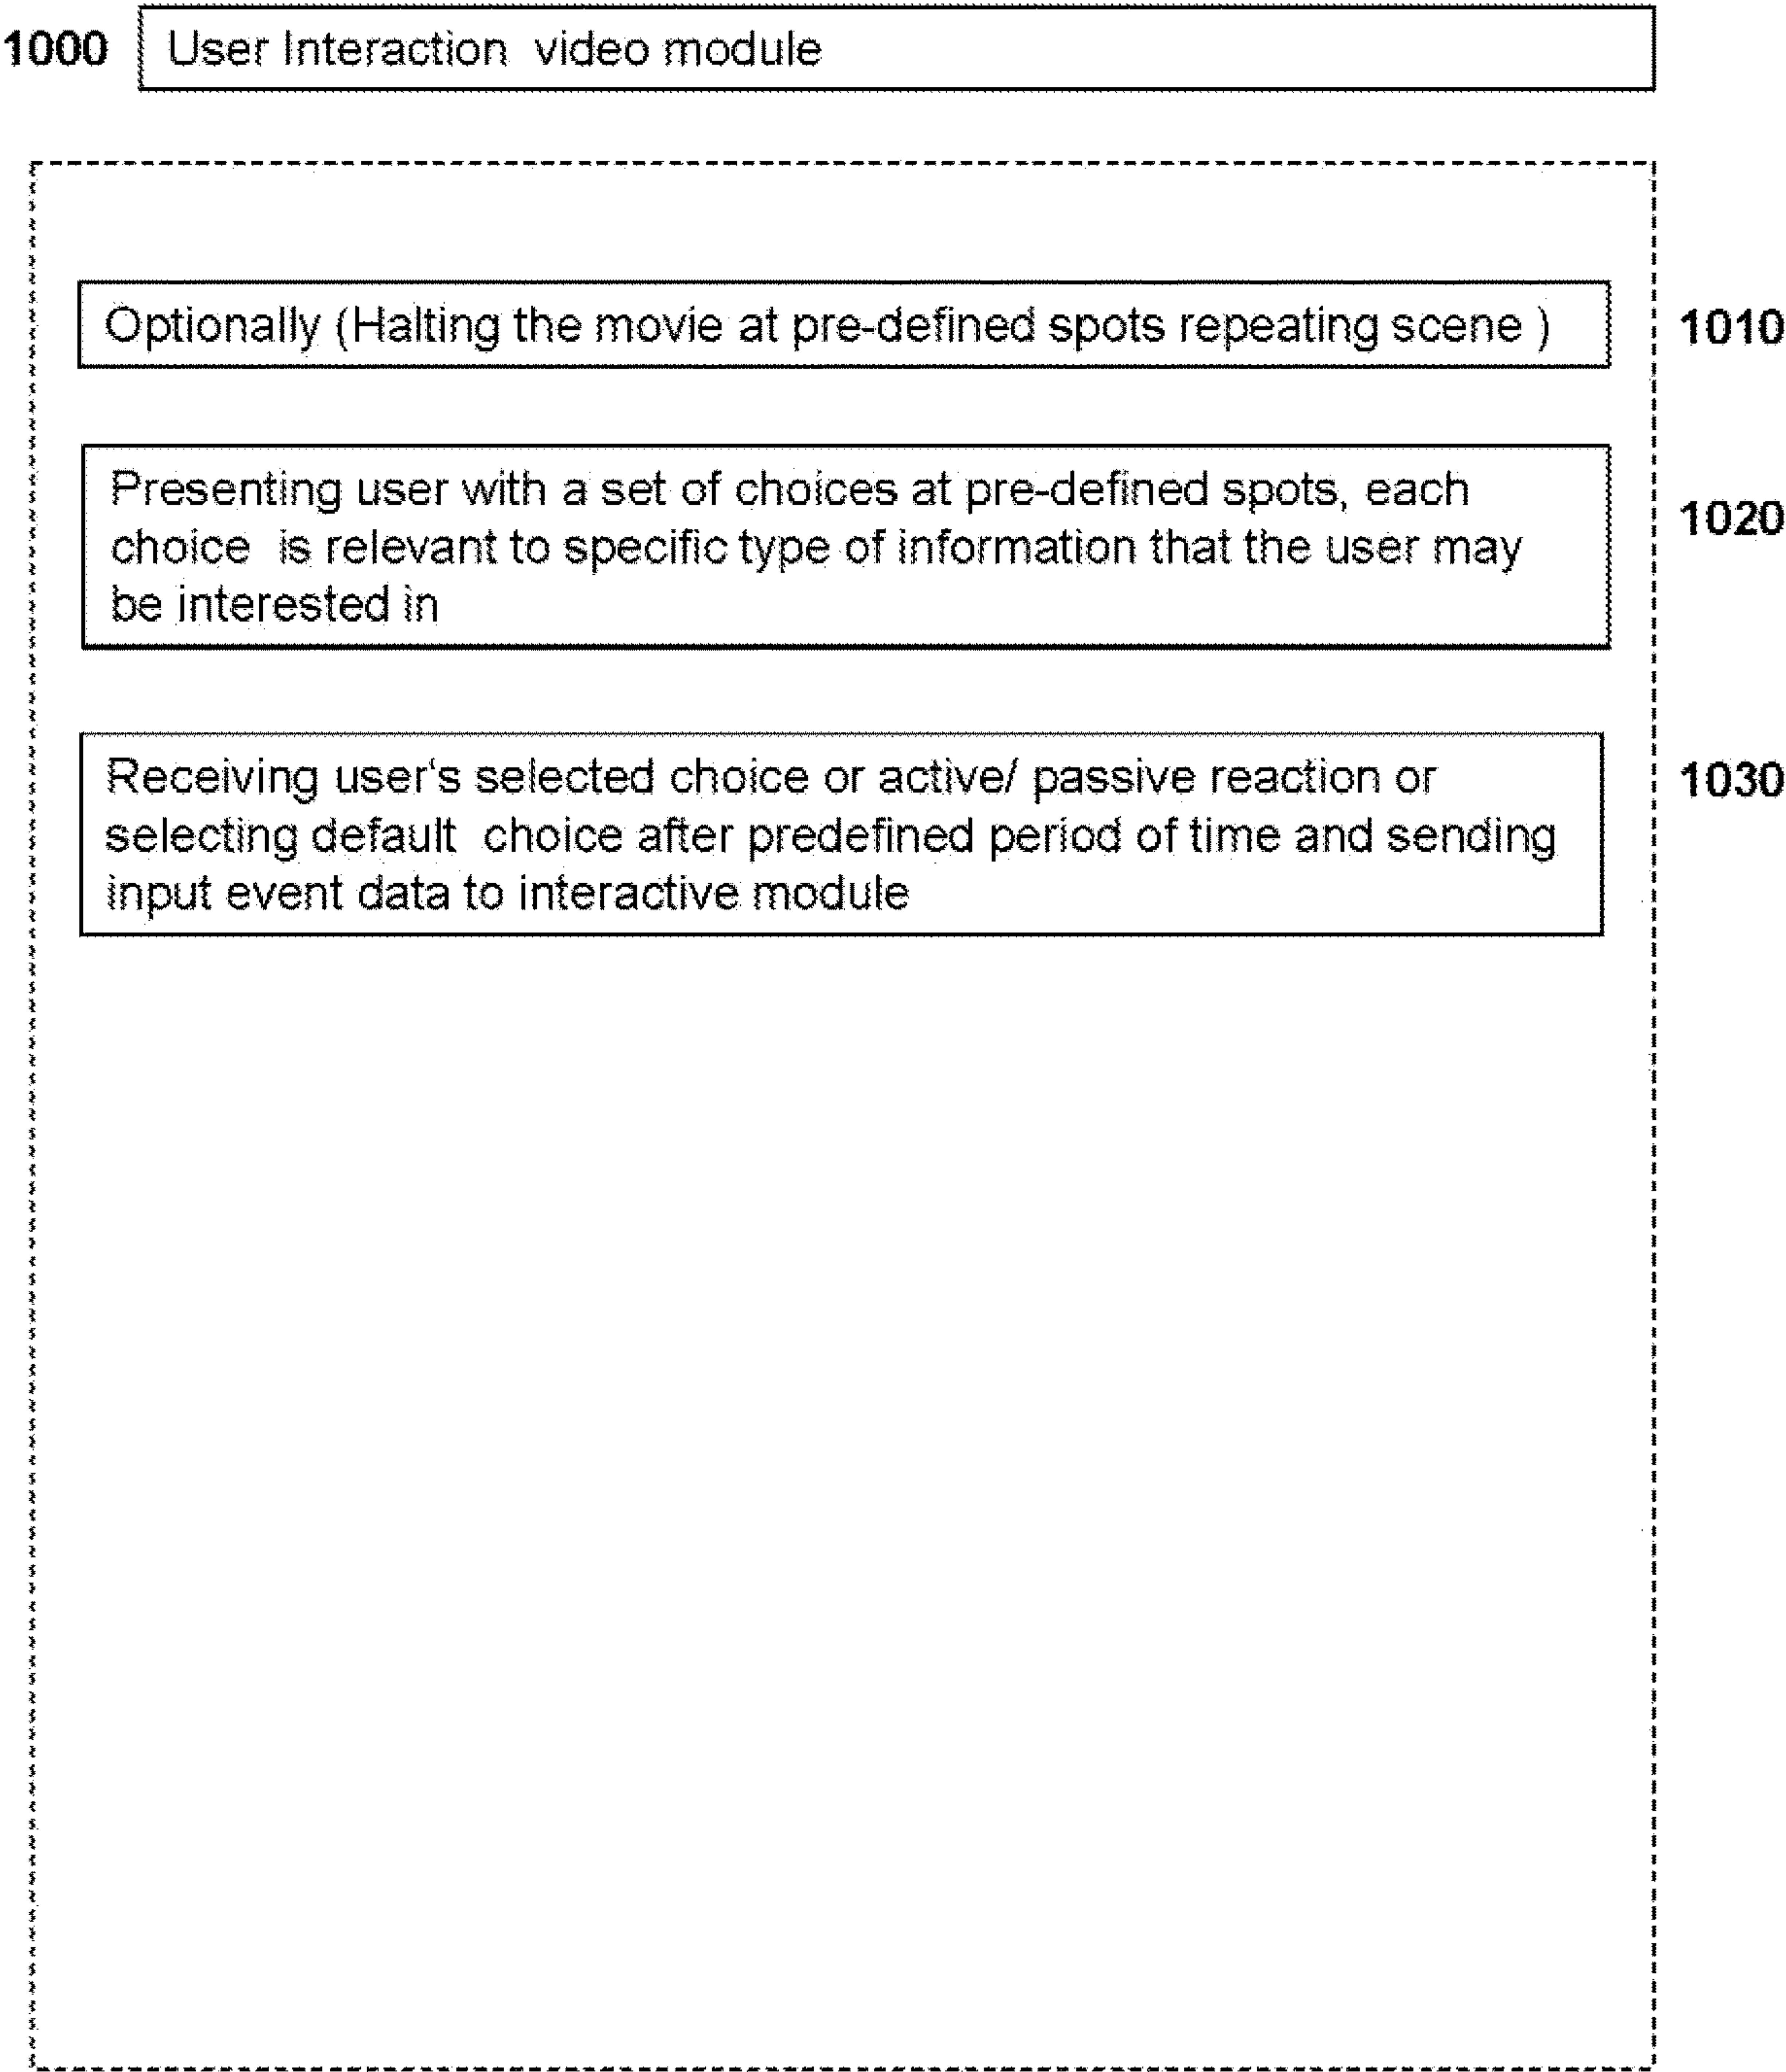 1000 User Interaction video module
Optionally (Halting the movie at pre-defined spots repeating scene )
1010
Presenting user with a set of choices at pre-defined spots, each
choice is relevant to specific type of information that the user may
be interested in
1020
Receiving user's selected choice or active/ passive reaction or
selecting default choice after predefined period of time and sending
input event data to interactive module
1030